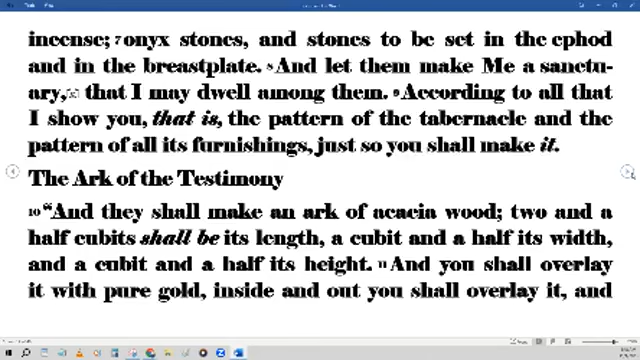 incense; 7 onyx stones, and stones to be set in the ephod
and in the breastplate. 8 And let them make Me a sanctu-
ary,[c] that I may dwell among them. 9 According to all that
I show you, that is, the pattern of the tabernacle and the
pattern of all its furnishings, just so you shall make it.
The Ark of the Testimony
10 “And they shall make an ark of acacia wood; two and a
half cubits shall be its length, a cubit and a half its width,
and a cubit and a half its height. 11 And you shall overlay
it with pure gold, inside and out you shall overlay it, and